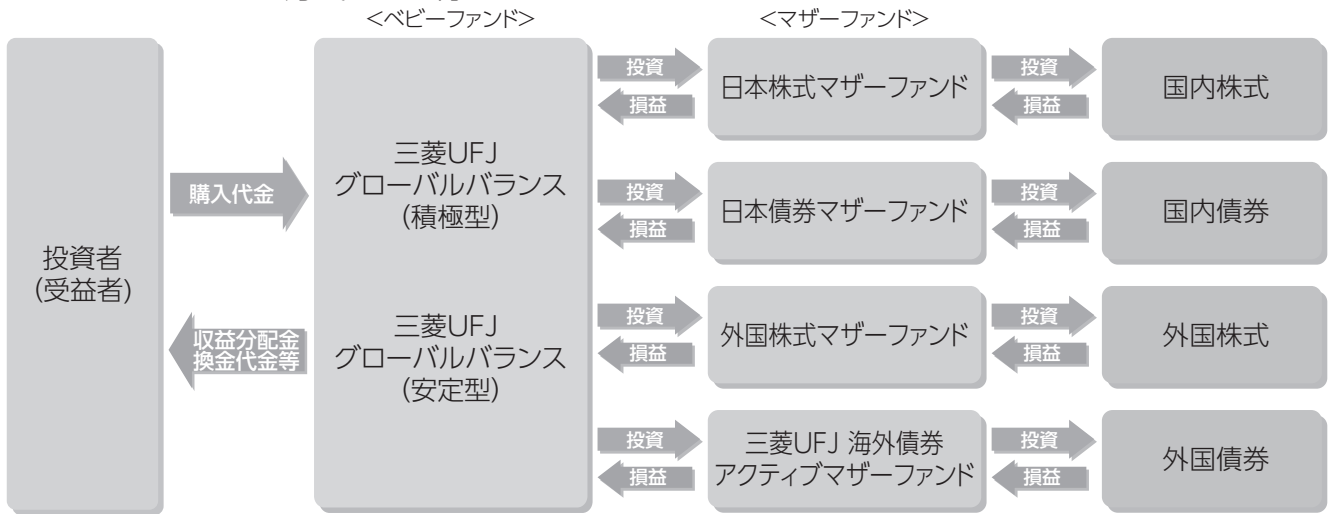 <ベビーファンド>
<マザーファンド>
投資者
(受益者)
購入代金
収益分配金
換金代金等
三菱UFJ
グローバルバランス
(積極型)
三菱UFJ
グローバルバランス
(安定型)
投資
損益
日本株式マザーファンド
投資
損益
国内株式
投資
損益
日本債券マザーファンド
投資
損益
国内債券
投資
損益
外国株式マザーファンド
投資
損益
外国株式
投資
損益
三菱UFJ 海外債券
アクティブマザーファンド
投資
損益
外国債券